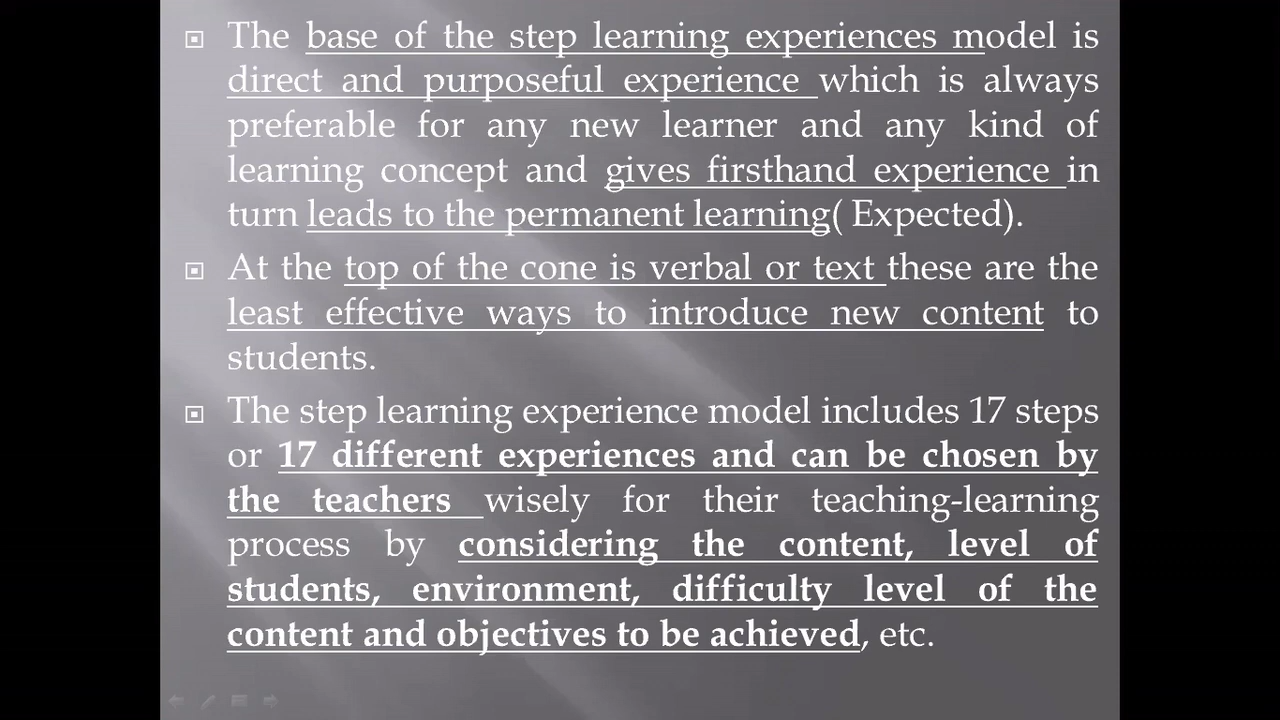 The base of the step learning experiences model is
direct and purposeful experience which is always
preferable for any new learner and any kind of
learning concept and gives firsthand experience in
turn leads to the permanent learning( Expected).
At the top of the cone is verbal or text these are the
least effective ways to introduce new content to
students.
The step learning experience model includes 17 steps
or 17 different experiences and can be chosen by
the teachers wisely for their teaching-learning
process by considering the content, level of
students, environment, difficulty level of the
content and objectives to be achieved, etc.